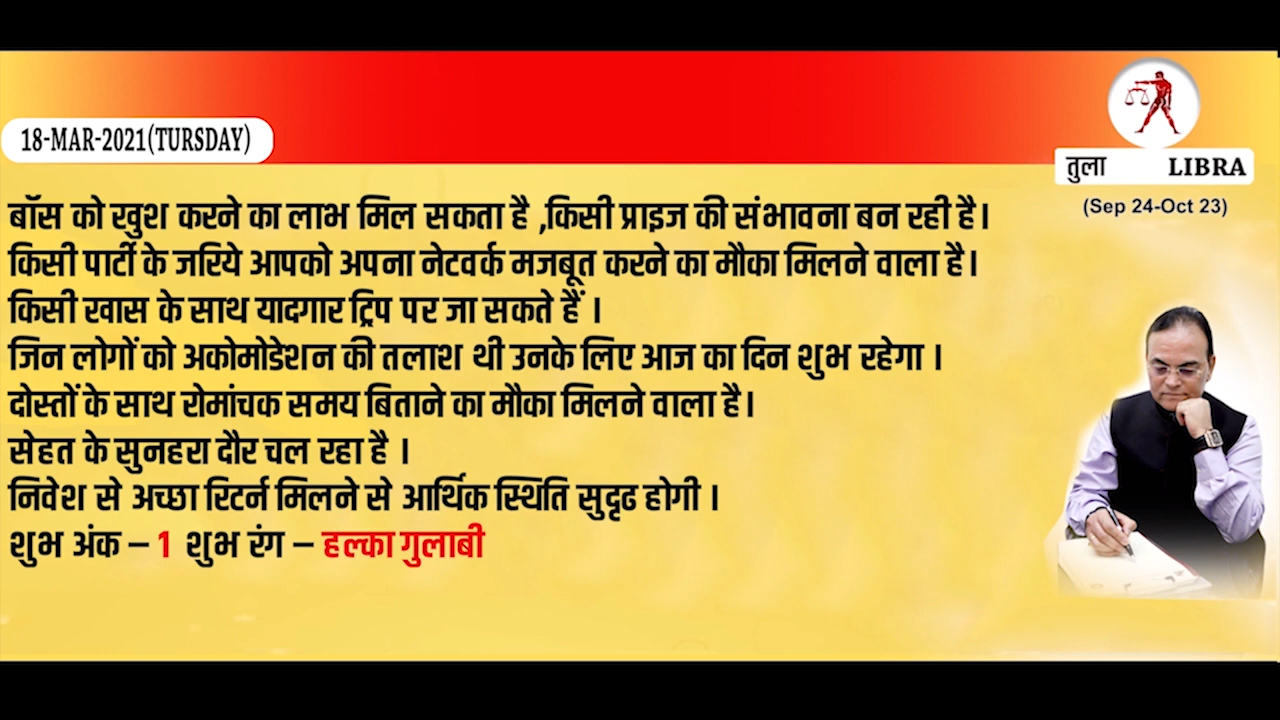 18-MAR-2021(TURSDAY)
तुला LIBRA
(Sep 24-Oct 23)
बॉस को खुश करने का लाभ मिल सकता है ,किसी प्राइज की संभावना बन रही है।
किसी पार्टी के जरिये आपको अपना नेटवर्क मजबूत करने का मौका मिलने वाला है।
किसी खास के साथ यादगार ट्रिप पर जा सकते हैं ।
जिन लोगों को अकोमोडेशन की तलाश थी उनके लिए आज का दिन शुभ रहेगा ।
दोस्तों के साथ रोमांचक समय बिताने का मौका मिलने वाला है।
सेहत के सुनहरा दौर चल रहा है ।
निवेश से अच्छा रिटर्न मिलने से आर्थिक स्थिति सुदृढ होगी ।
शुभ अंक – 1 शुभ रंग – हल्का गुलाबी